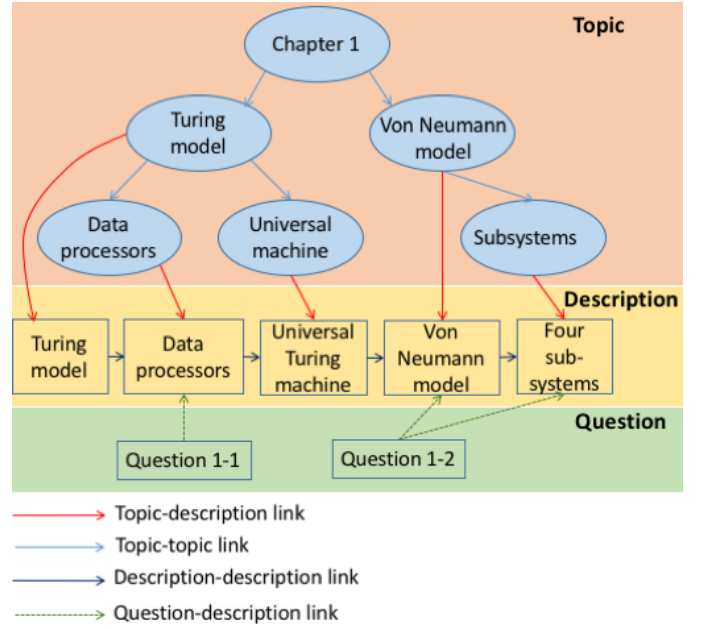 Topic
Chapter 1
Turing
model
Von Neumann
model
Data
processors
Universal
machine
Subsystems
Description
Turing
model
Data
processors
Universal
Turing
machine
Von
Neumann
model
Four
sub-
systems
Question
Question 1-1
Question 1-2
Topic-description link
Topic-topic link
Description-description link
Question-description link